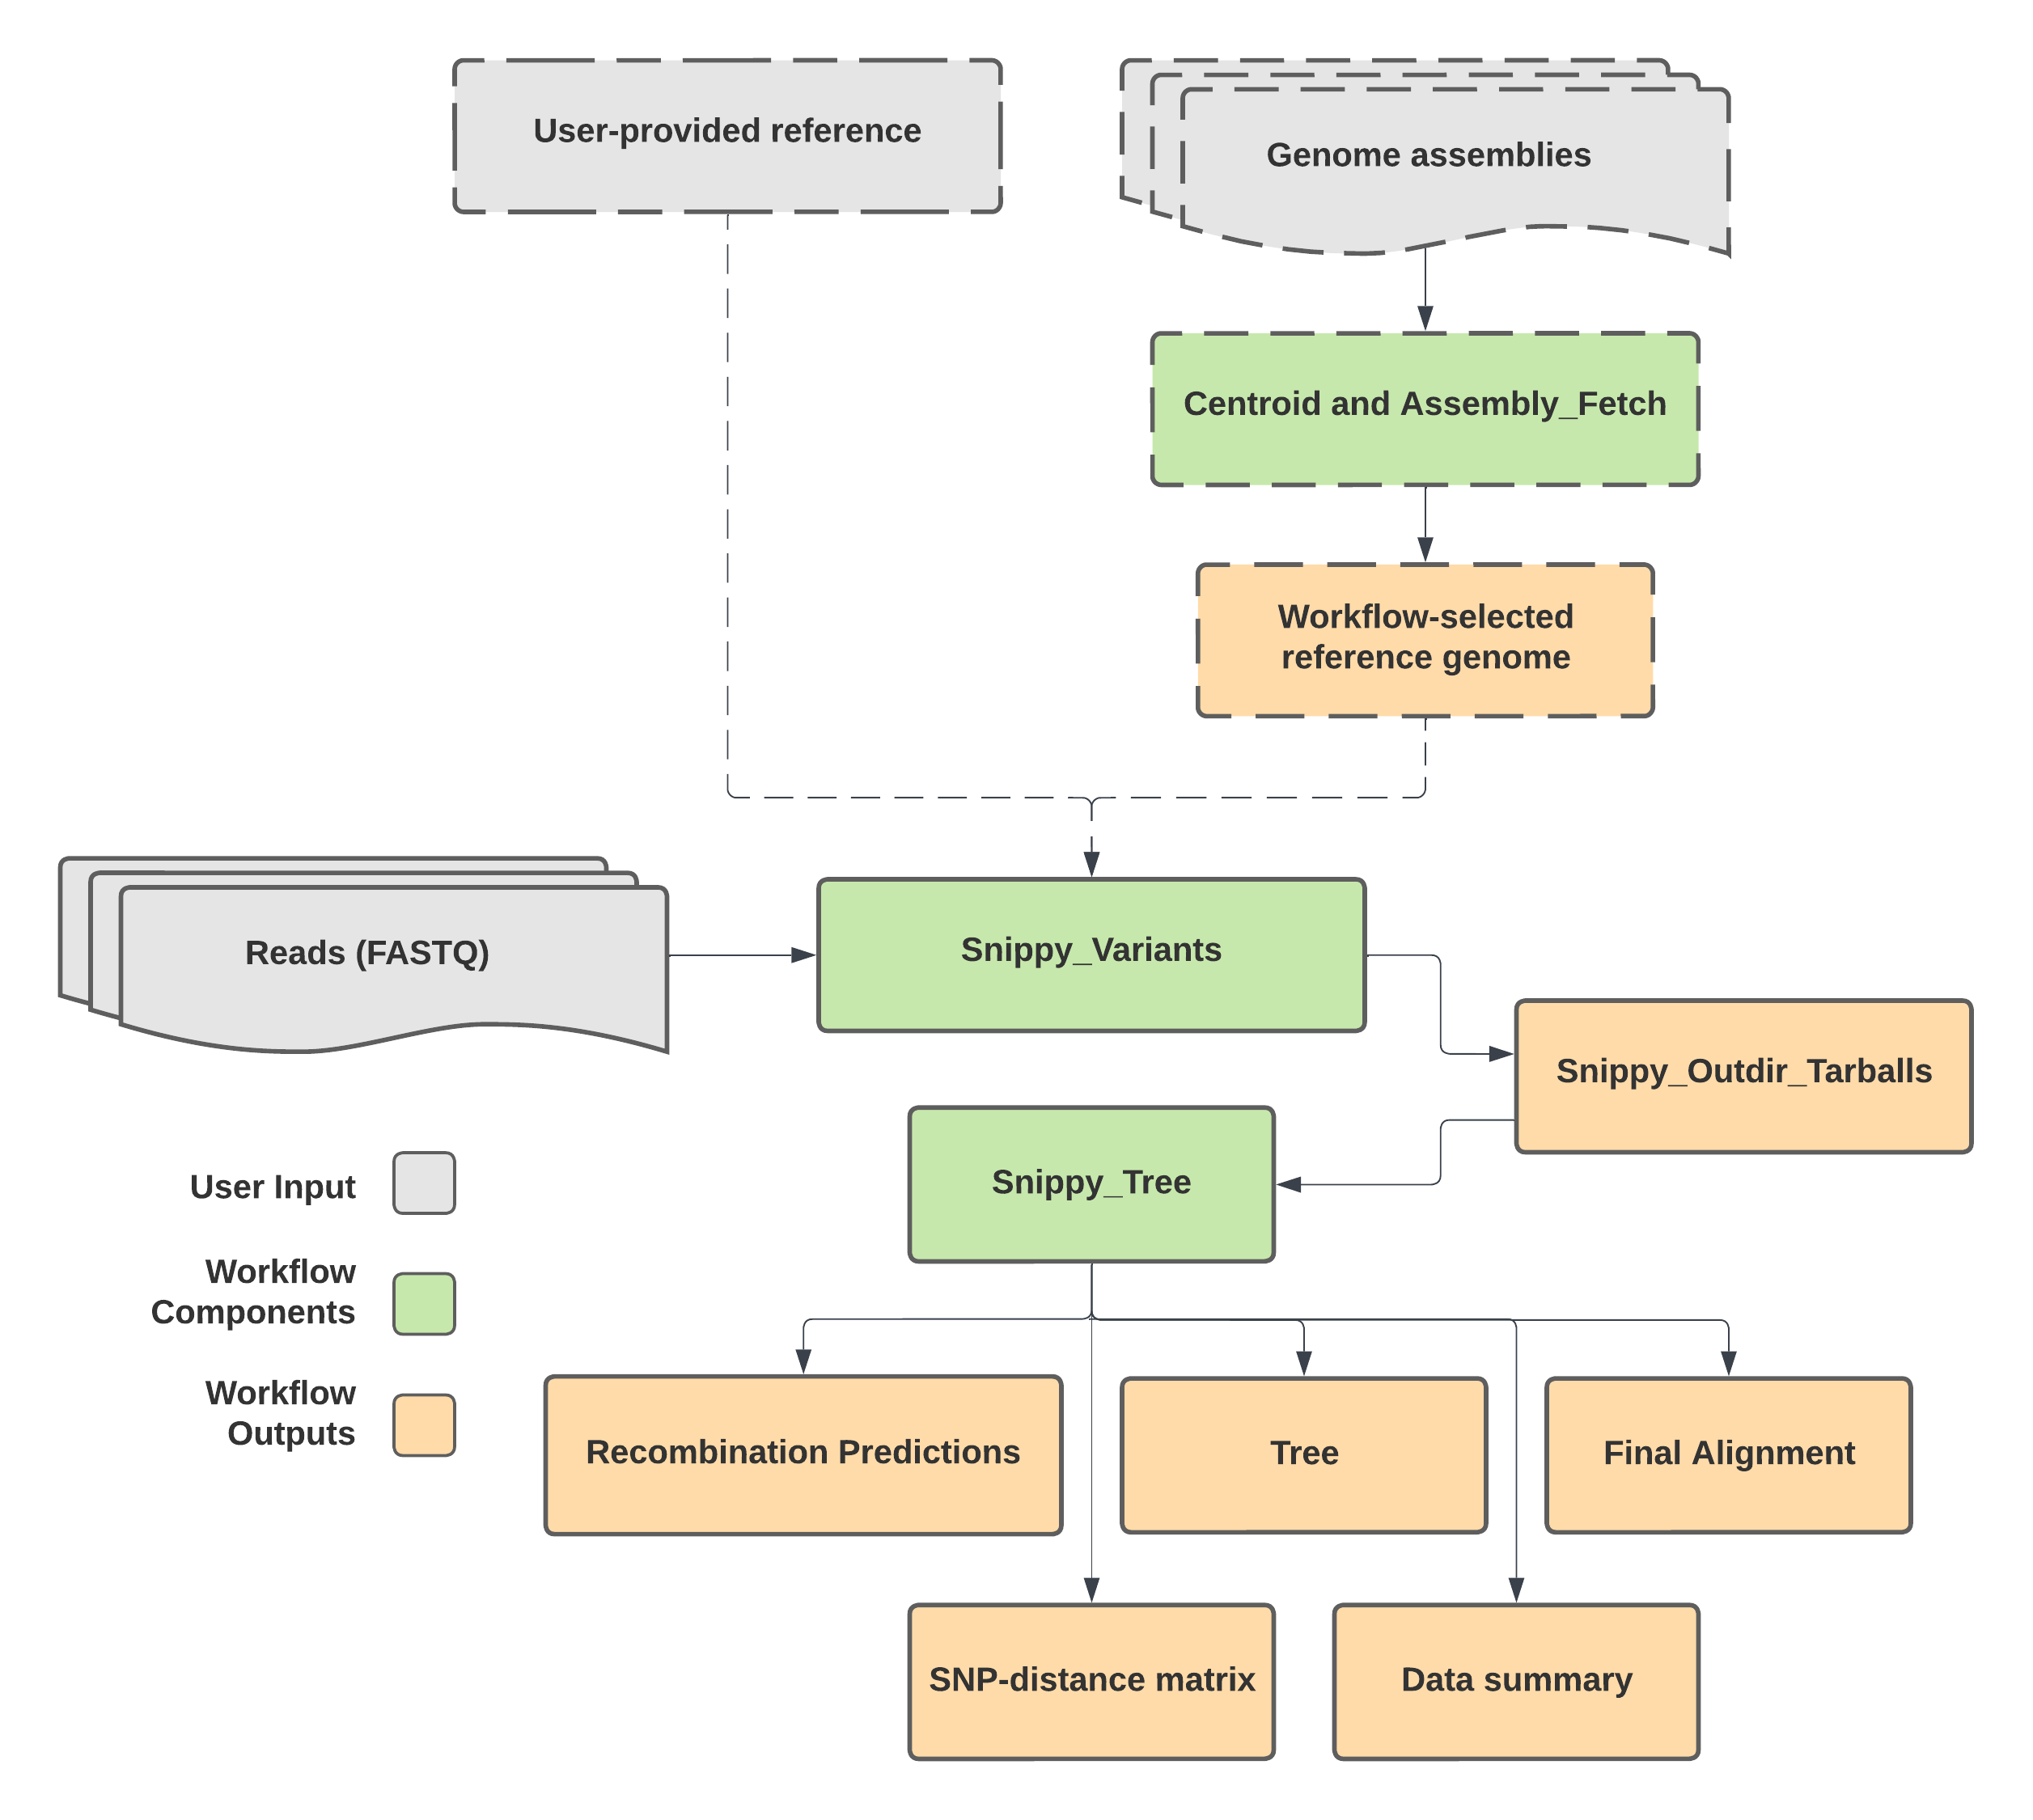 User-provided reference
Genome assemblies
Centroid and Assembly_Fetch
Workflow-selected
reference genome
Reads (FASTQ)
Snippy_Variants
Snippy_Outdir_Tarballs
Snippy_Tree
User Input
Workflow
Components
Workflow
Outputs
Recombination Predictions
Tree
Final Alignment
SNP-distance matrix
Data summary